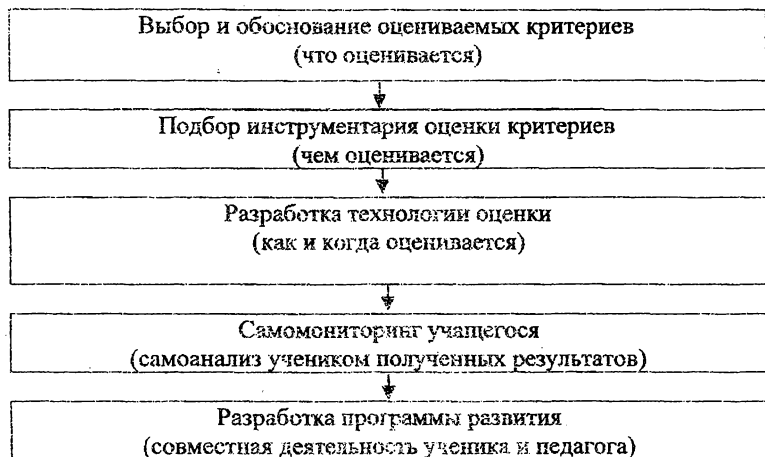 Выбор и обоснование оцениваемых критериев
(что оценивается)
Подбор инструментария оценки критериев
(чем оценивается)
Разработка технологии оценки
(как и когда оценивается)
Самомониторинг учащегося
(самоанализ учеником полученных результатов)
Разработка программы развития
(совместная деятельность ученика и педагога)